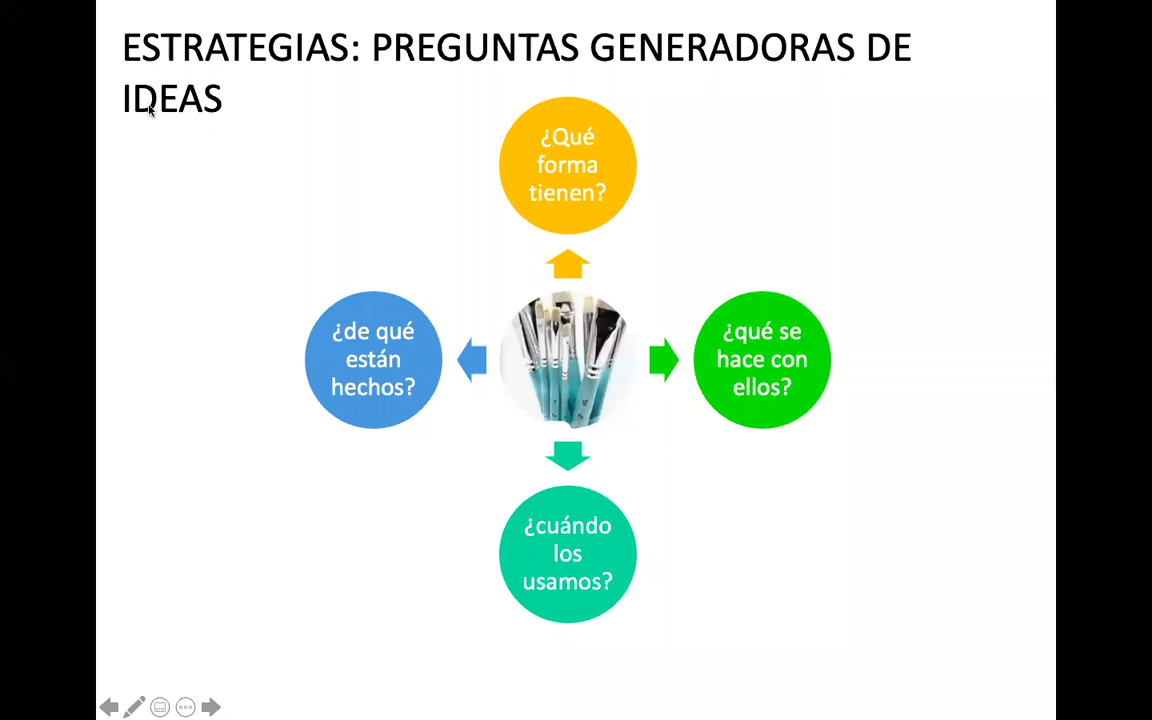 ESTRATEGIAS: PREGUNTAS GENERADORAS DE
IDEAS
¿Qué
forma
tienen?
¿de qué
están
hechos?
¿qué se
hace con
ellos?
¿cuándo
los
usamos?